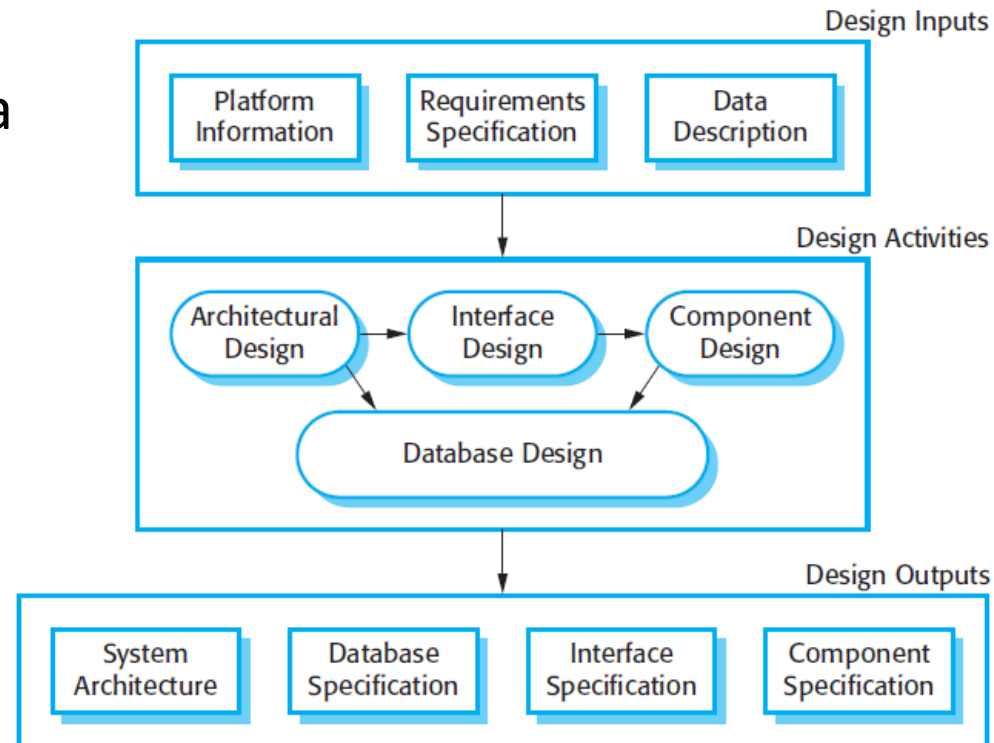 Design Inputs
a
Platform
Information
Requirements
Specification
Data
Description
Design Activities
Architectural
Design
Interface
Design
Component
Design
Database Design
Design Outputs
System
Architecture
Database
Specification
Interface
Specification
Component
Specification